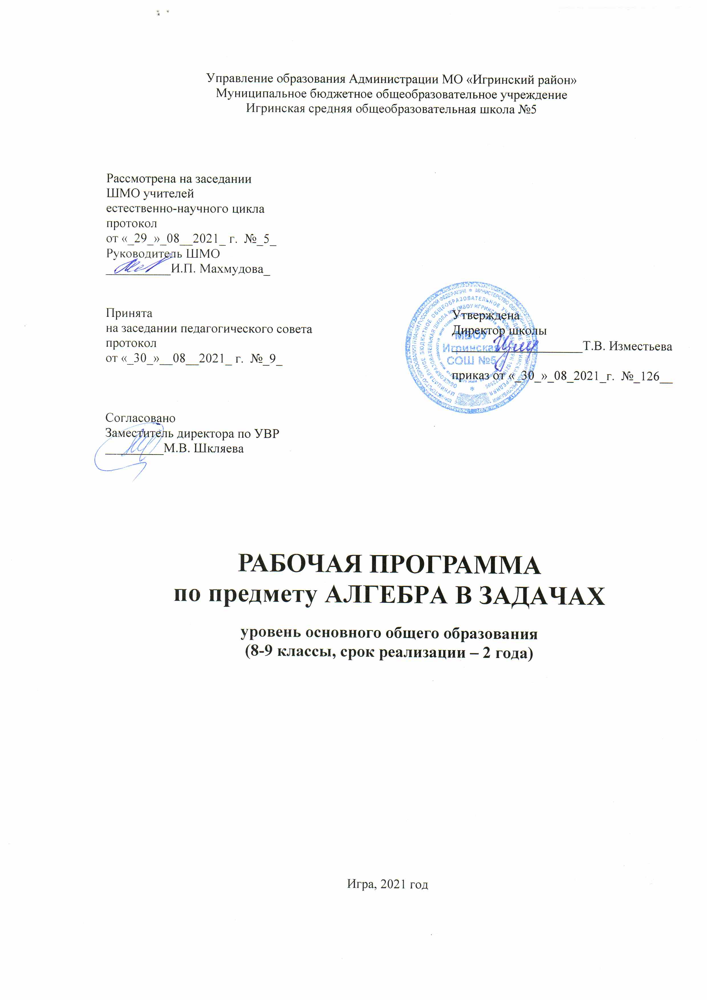 Управление образования Администрации МО «Игринский район»
Муниципальное бюджетное общеобразовательное учреждение
Игринская средняя общеобразовательная школа №5
Рассмотрена на заседании
ШМО учителей
естественно-научного цикла
протокол
от «_29_»_08__2021_ г. №_5_
Руководитель ШМО
__________И.П. Махмудова_
Принята
на заседании педагогического совета
протокол
от «_30_»__08__2021_ г. №_9_
Утверждена
Директор школы
____________________Т.В. Изместьева
приказ от «_30_»_08_2021_г. №_126__
МБОУ
Игринская
СОШ №5
Согласовано
Заместитель директора по УВР
_________М.В. Шкляева
РАБОЧАЯ ПРОГРАММА
по предмету АЛГЕБРА В ЗАДАЧАХ
уровень основного общего образования
(8-9 классы, срок реализации – 2 года)
Игра, 2021 год